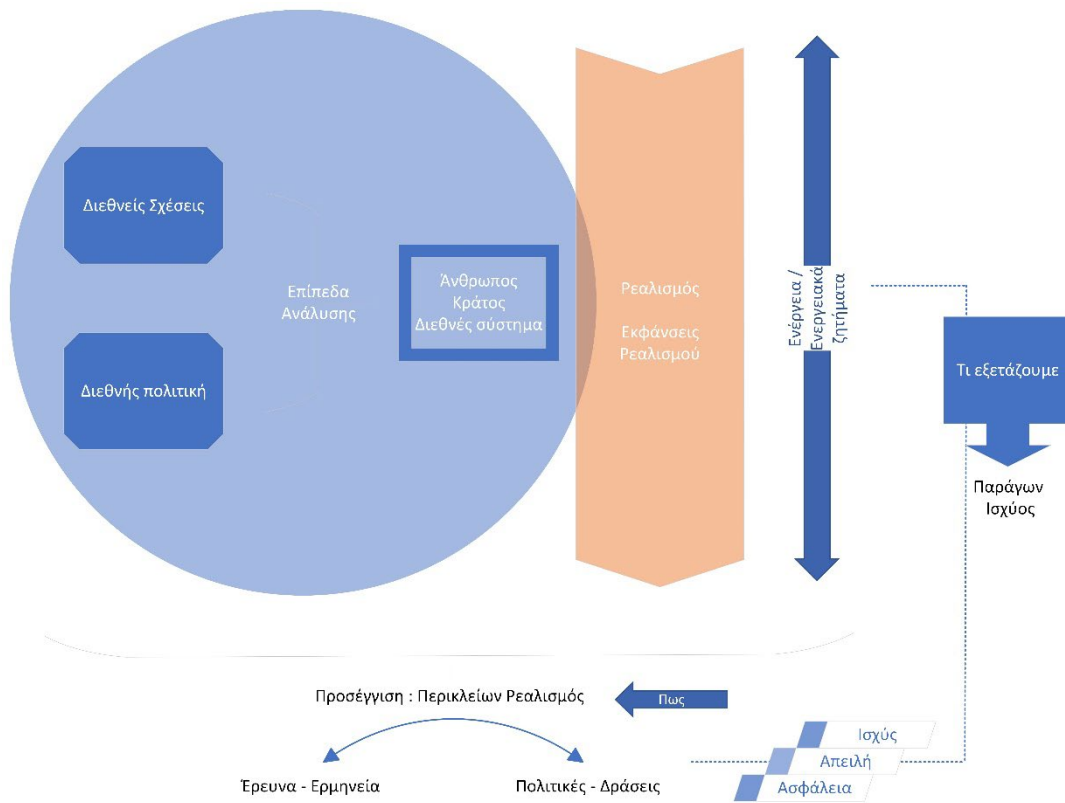 Διεθνείς Σχέσεις
Διεθνής πολιτική
Επίπεδα
Ανάλυσης
Άνθρωπος
Κράτος
Διεθνές σύστημα
Ρεαλισμός
Εκφάνσεις
Ρεαλισμού
Ενέργεια /
Ενεργειακά
ζητήματα
Τι εξετάζουμε
Παράγων
Ισχύος
Προσέγγιση : Περικλείων Ρεαλισμός
Πως
Έρευνα - Ερμηνεία
Πολιτικές - Δράσεις
Ισχύς
Απειλή
Ασφάλεια